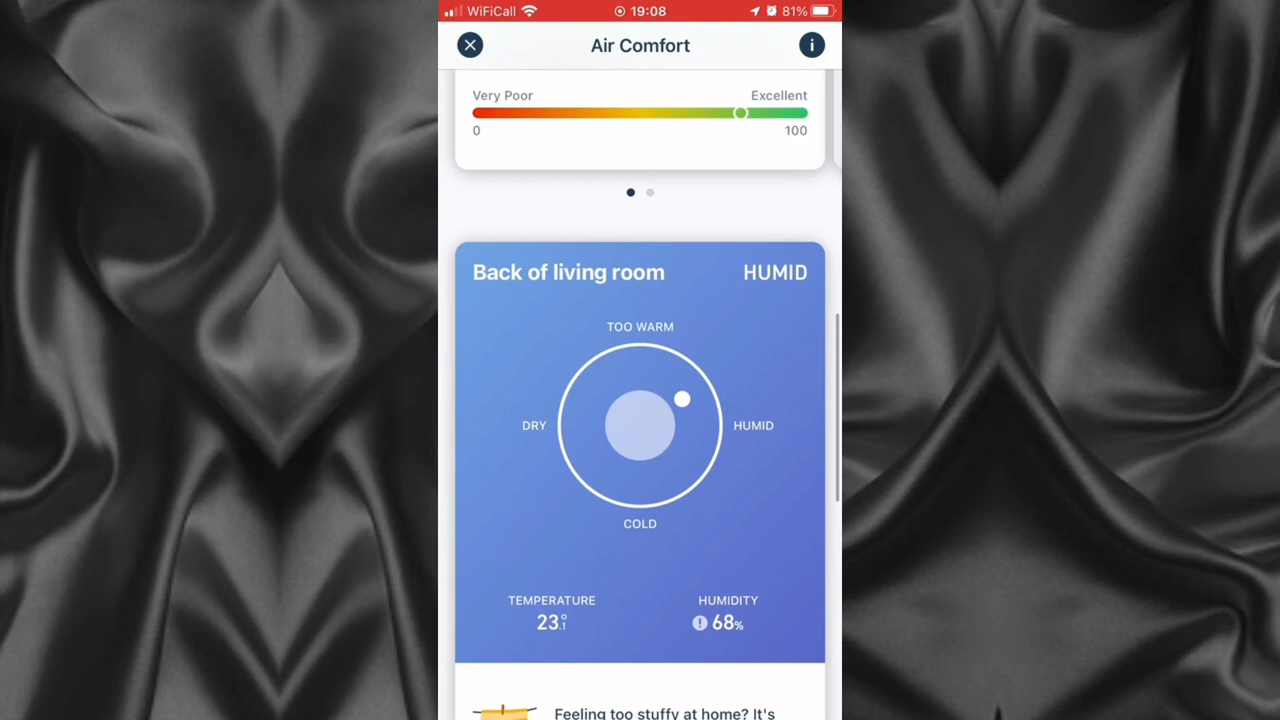 WiFiCall 19:08 81%
Air Comfort
Very Poor Excellent
0 100
Back of living room HUMID
TOO WARM
DRY HUMID
COLD
TEMPERATURE HUMIDITY
23.1° 68%
Feeling too stuffy at home? It's